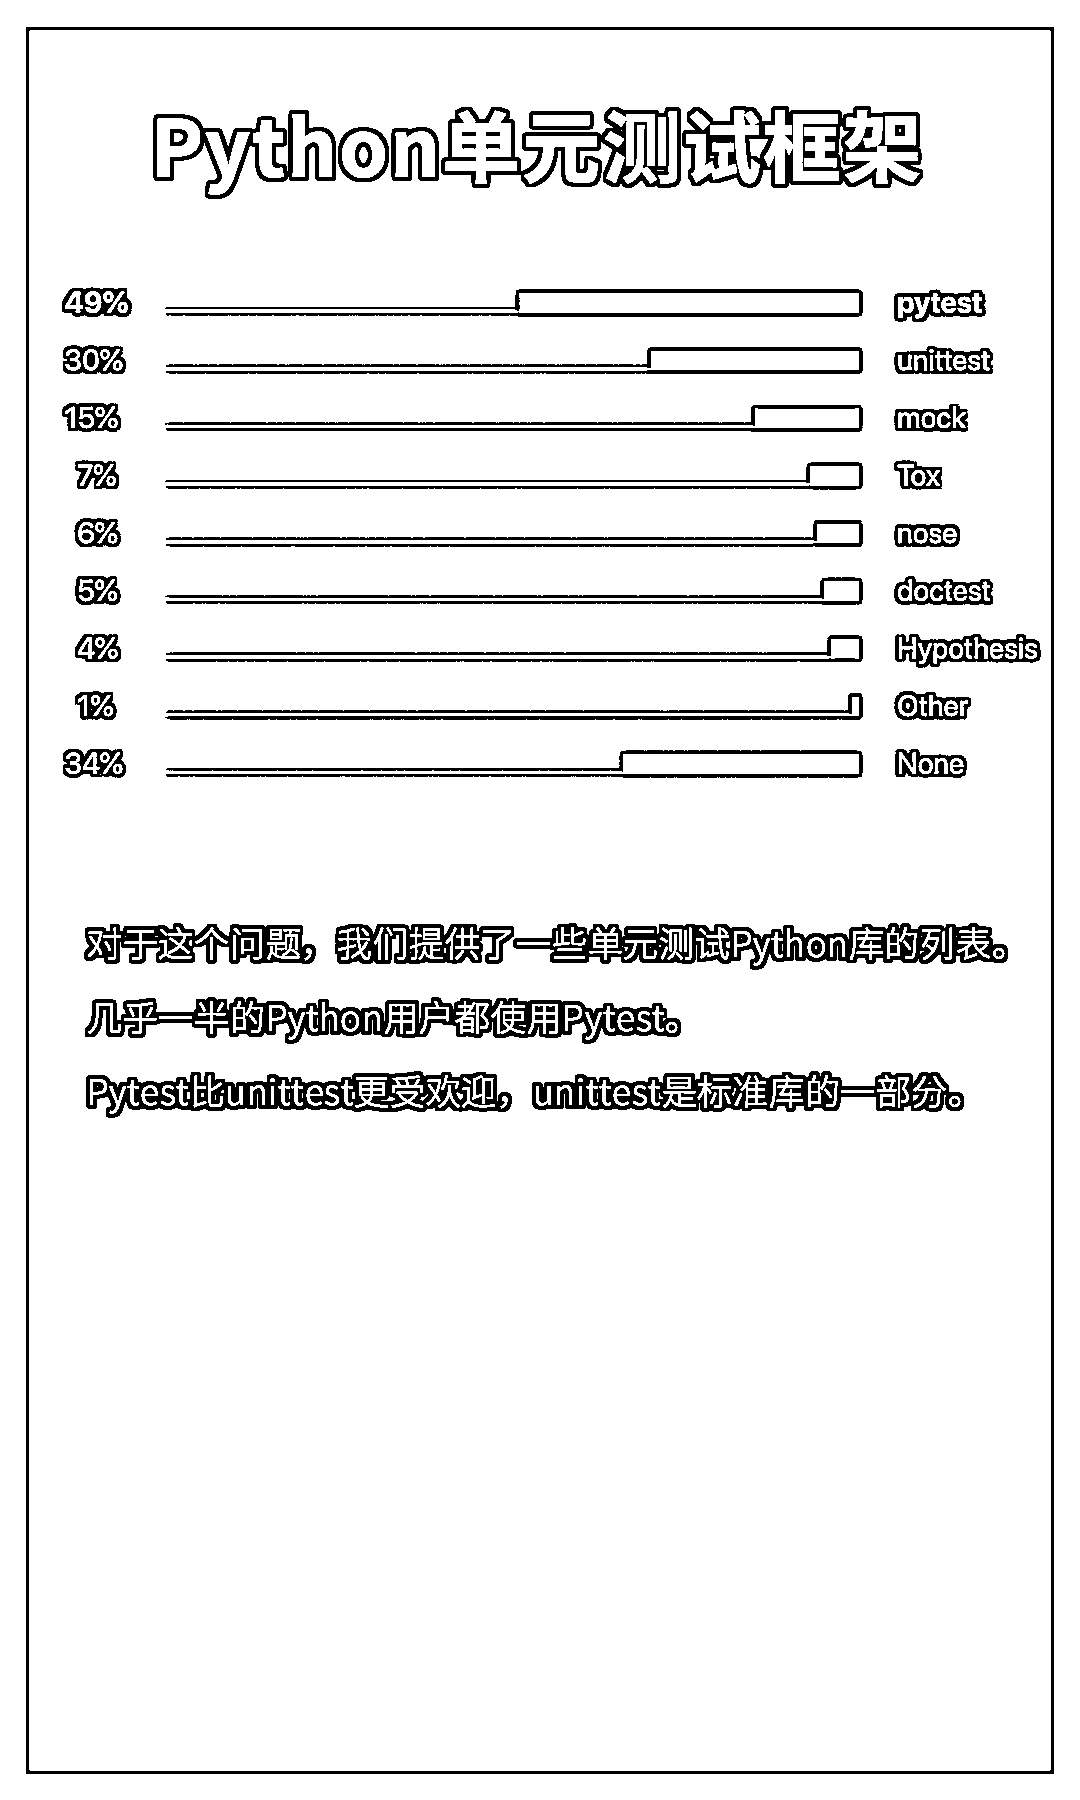 Python单元测试框架
49% pytest
30% unittest
15% mock
7% Tox
6% nose
5% doctest
4% Hypothesis
1% Other
34% None
对于这个问题，我们提供了一些单元测试Python库的列表。
几乎一半的Python用户都使用Pytest。
Pytest比unittest更受欢迎，unittest是标准库的一部分。